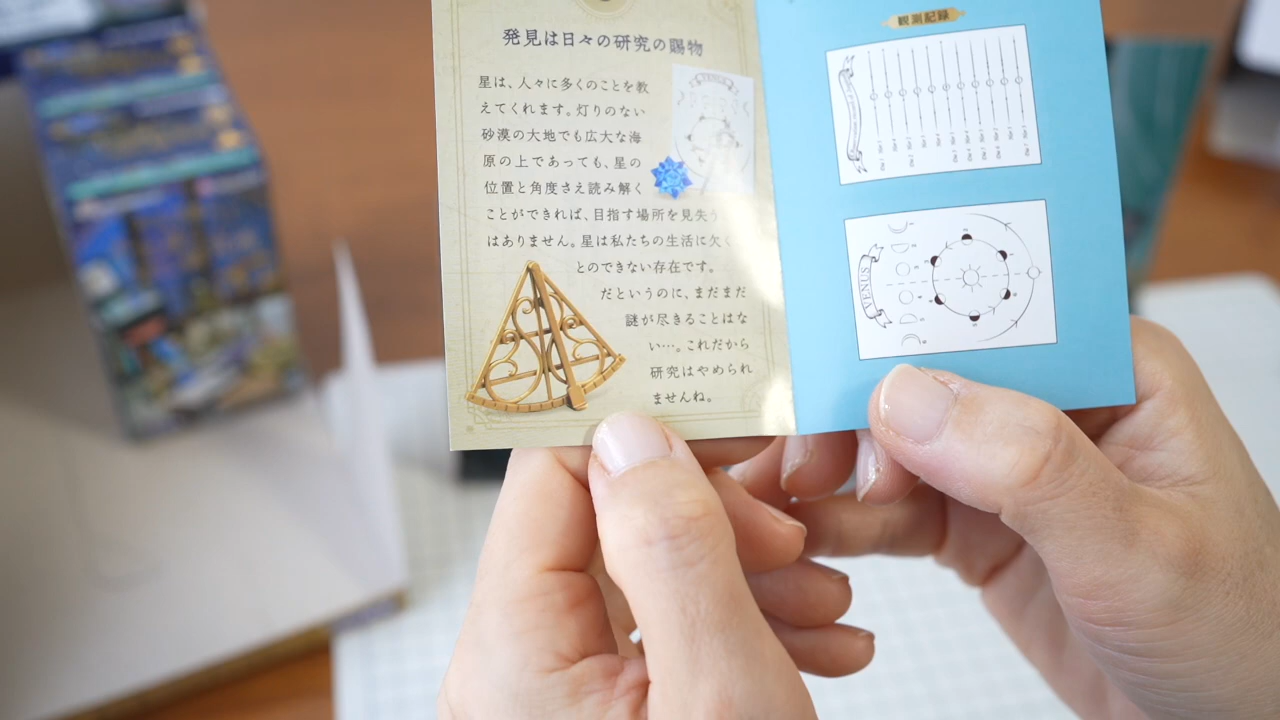 発見は日々の研究の賜物
星は、人々に多くのことを教
えてくれます。灯りのない
砂漠の大地でも広大な海
原の上であっても、星の
位置と角度さえ読み解く
ことができれば、目指す場所を見失う
はありません。星は私たちの生活に欠く
とのできない存在です。
だというのに、まだまだ
謎が尽きることはな
い…。これだから
研究はやめられ
ませんね。
観測記録
VENUS